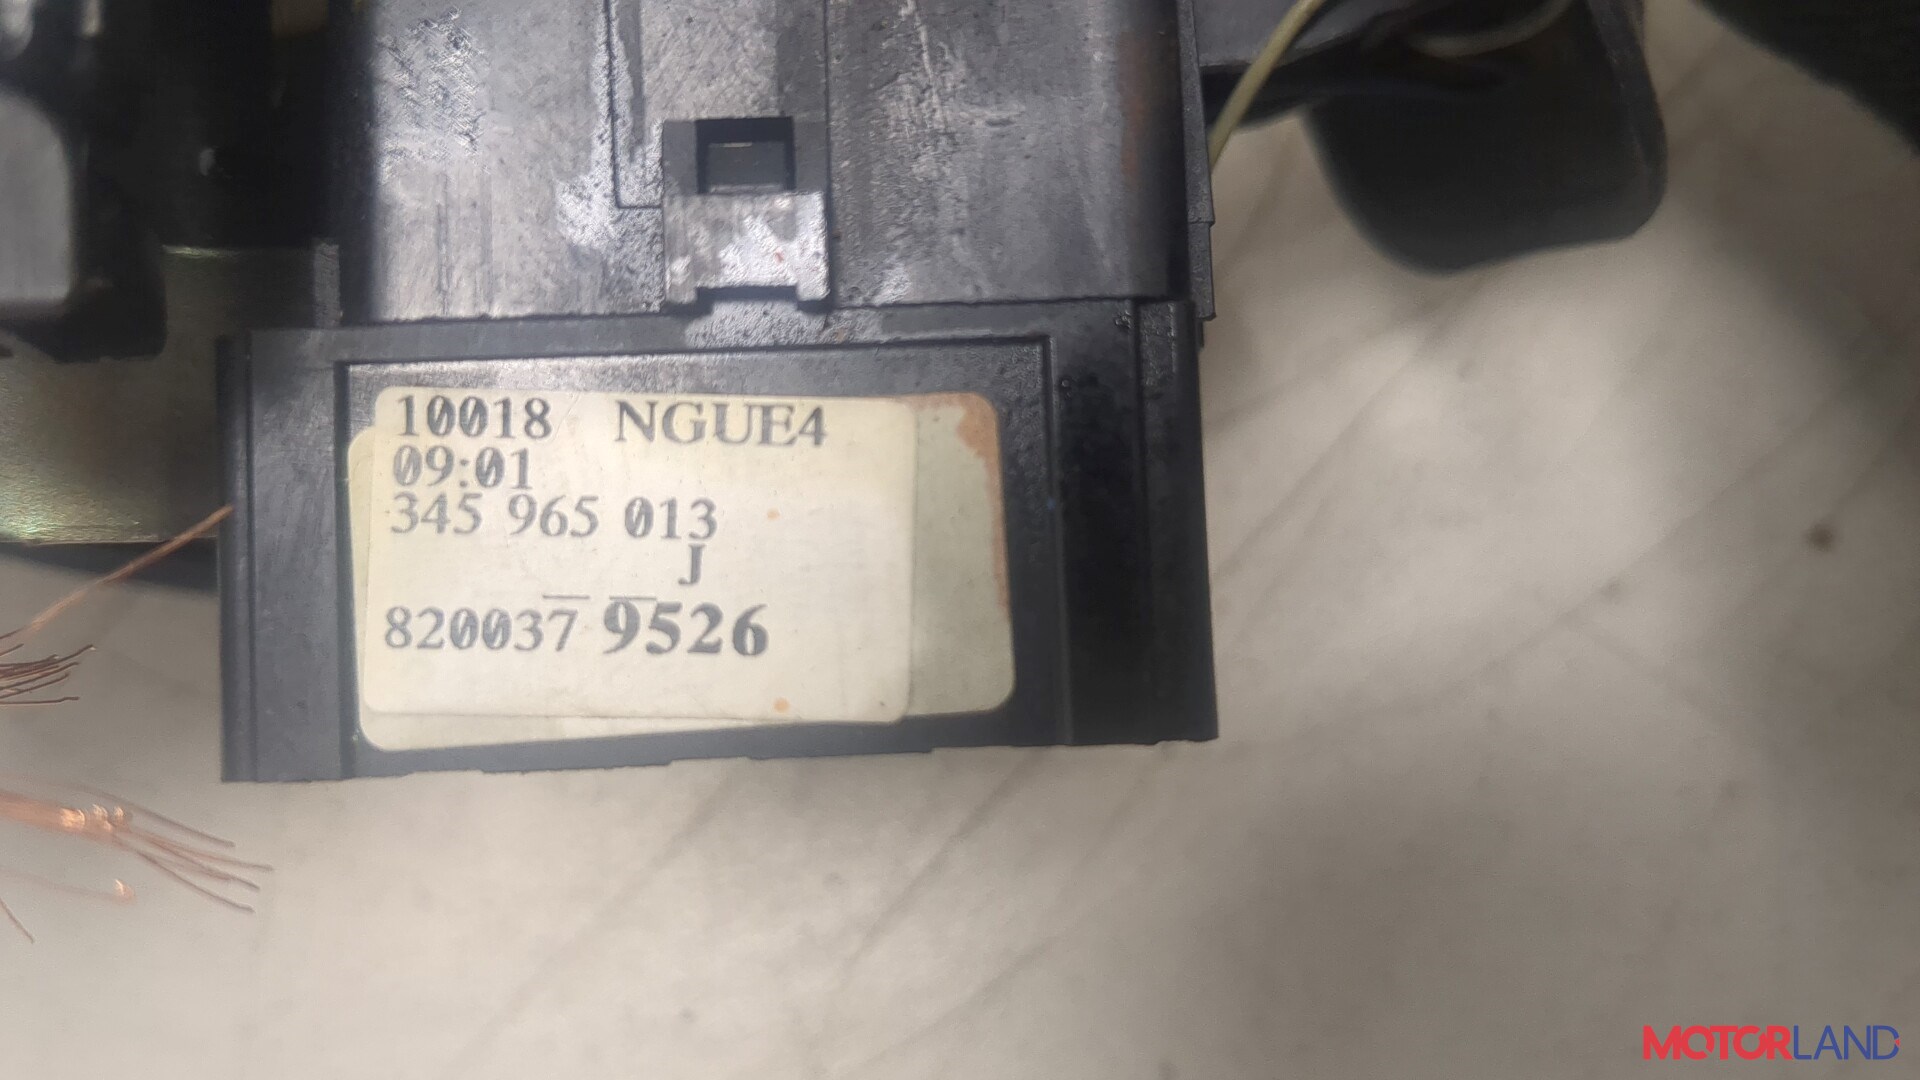 10018 NGUE4
09:01
345 965 013
J
8200379526
MOTORLAND